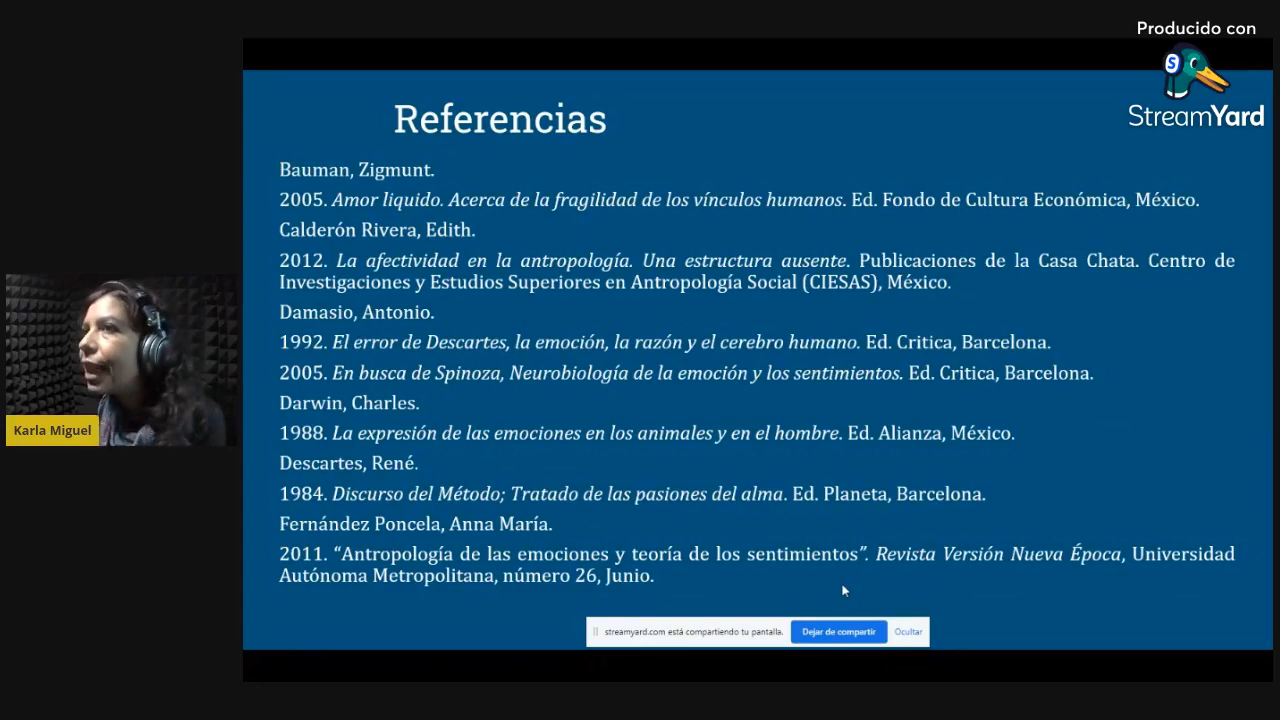 Producido con
StreamYard
Referencias
Bauman, Zigmunt.
2005. Amor liquido. Acerca de la fragilidad de los vínculos humanos. Ed. Fondo de Cultura Económica, México.
Calderón Rivera, Edith.
2012. La afectividad en la antropología. Una estructura ausente. Publicaciones de la Casa Chata. Centro de
Investigaciones y Estudios Superiores en Antropología Social (CIESAS), México.
Damasio, Antonio.
1992. El error de Descartes, la emoción, la razón y el cerebro humano. Ed. Critica, Barcelona.
2005. En busca de Spinoza, Neurobiología de la emoción y los sentimientos. Ed. Critica, Barcelona.
Darwin, Charles.
1988. La expresión de las emociones en los animales y en el hombre. Ed. Alianza, México.
Descartes, René.
1984. Discurso del Método; Tratado de las pasiones del alma. Ed. Planeta, Barcelona.
Fernández Poncela, Anna María.
2011. “Antropología de las emociones y teoría de los sentimientos”. Revista Versión Nueva Época, Universidad
Autónoma Metropolitana, número 26, Junio.
Karla Miguel
streamyard.com está compartiendo tu pantalla. Dejar de compartir Ocultar